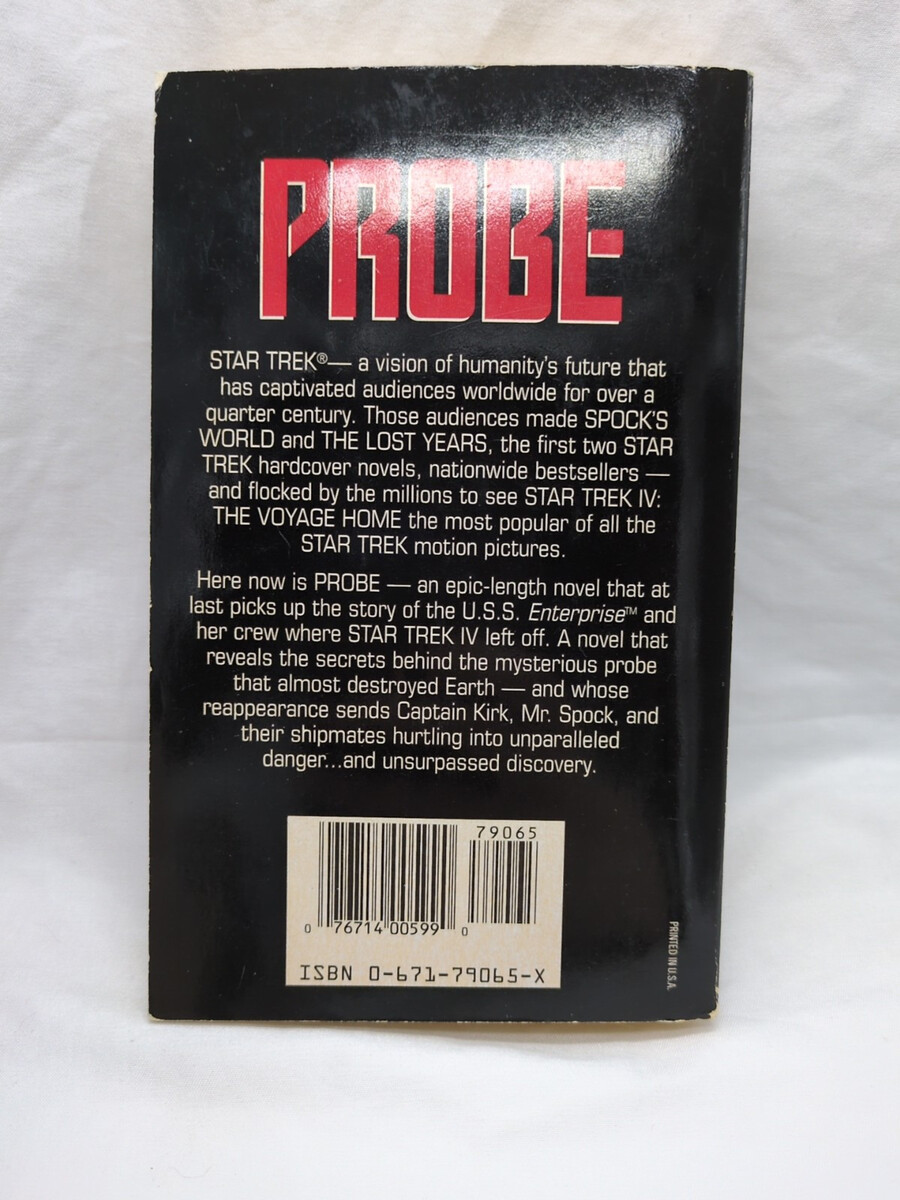 PROBE
STAR TREK®— a vision of humanity's future that
has captivated audiences worldwide for over a
quarter century. Those audiences made SPOCK'S
WORLD and THE LOST YEARS, the first two STAR
TREK hardcover novels, nationwide bestsellers —
and flocked by the millions to see STAR TREK IV:
THE VOYAGE HOME the most popular of all the
STAR TREK motion pictures.
Here now is PROBE — an epic-length novel that at
last picks up the story of the U.S.S. Enterprise™ and
her crew where STAR TREK IV left off. A novel that
reveals the secrets behind the mysterious probe
that almost destroyed Earth — and whose
reappearance sends Captain Kirk, Mr. Spock, and
their shipmates hurtling into unparalleled
danger...and unsurpassed discovery.
79065
0 76714 00599 0
ISBN 0-671-79065-X
PRINTED IN U.S.A.